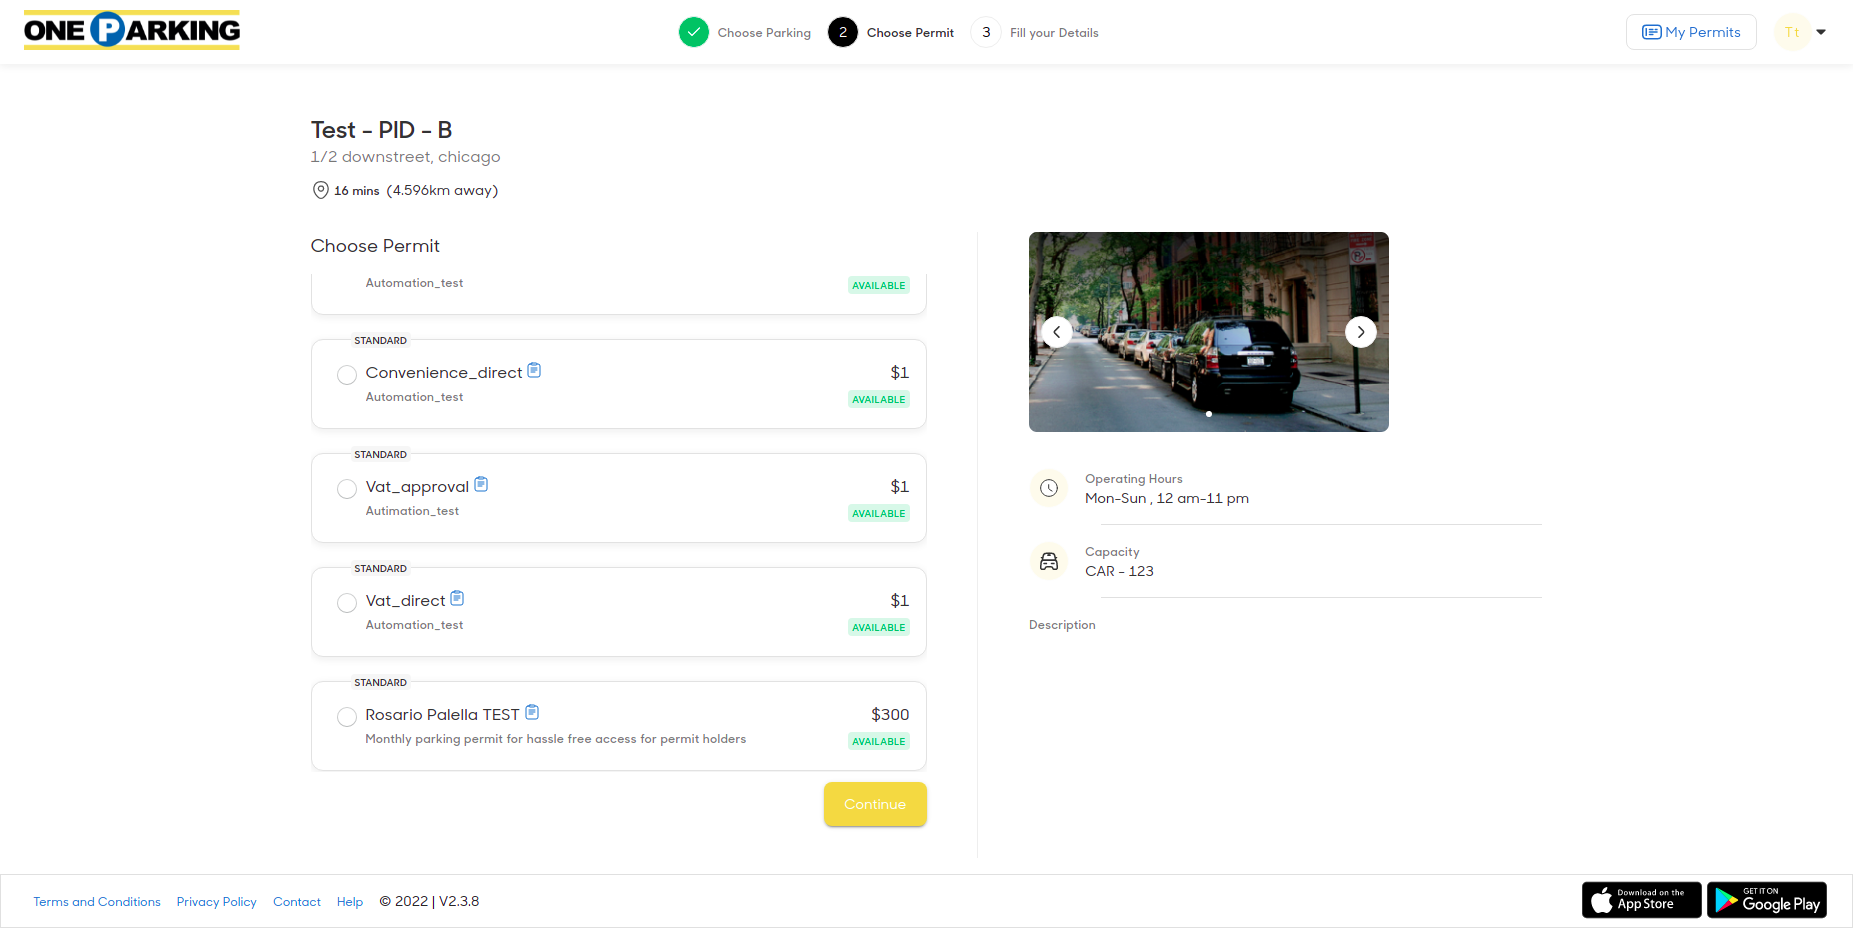 ONE PARKING
Choose Parking
2 Choose Permit
3 Fill your Details
My Permits
Tt
Test - PID - B
1/2 downstreet, chicago
16 mins (4.596km away)
Choose Permit
Automation_test
AVAILABLE
STANDARD
Convenience_direct $1
Automation_test
AVAILABLE
STANDARD
Vat_approval $1
Autimation_test
AVAILABLE
STANDARD
Vat_direct $1
Automation_test
AVAILABLE
STANDARD
Rosario Palella TEST $300
Monthly parking permit for hassle free access for permit holders
AVAILABLE
Continue
Operating Hours
Mon-Sun , 12 am-11 pm
Capacity
CAR - 123
Description
Terms and Conditions Privacy Policy Contact Help © 2022 | V2.3.8
Download on the
App Store
GET IT ON
Google Play